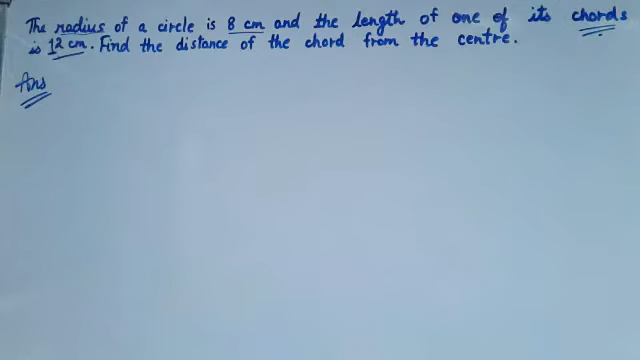 The radius of a circle is 8 cm and the length of one of its chords
is 12 cm. Find the distance of the chord from the centre.
Ans